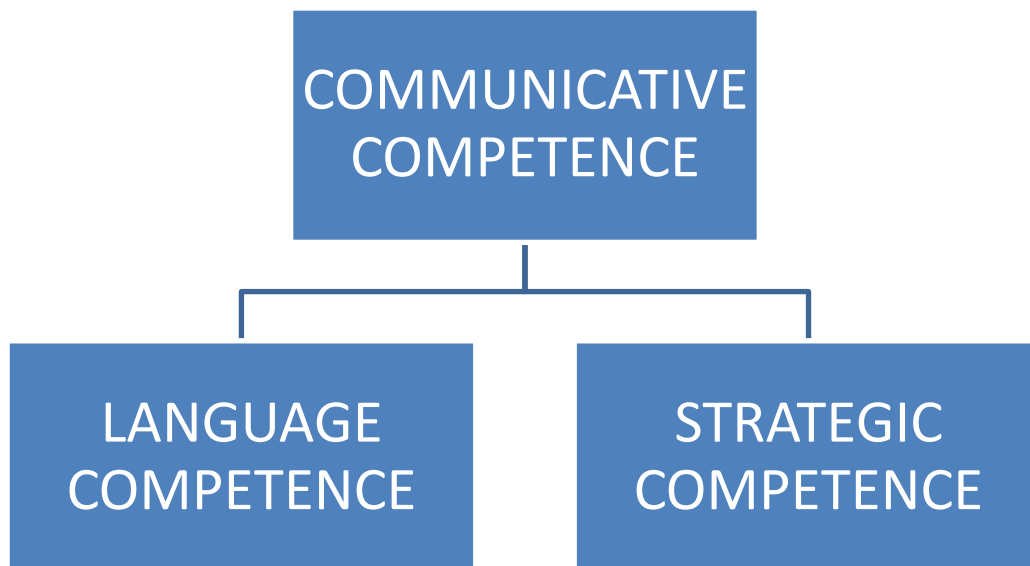 COMMUNICATIVE
COMPETENCE
LANGUAGE
COMPETENCE
STRATEGIC
COMPETENCE